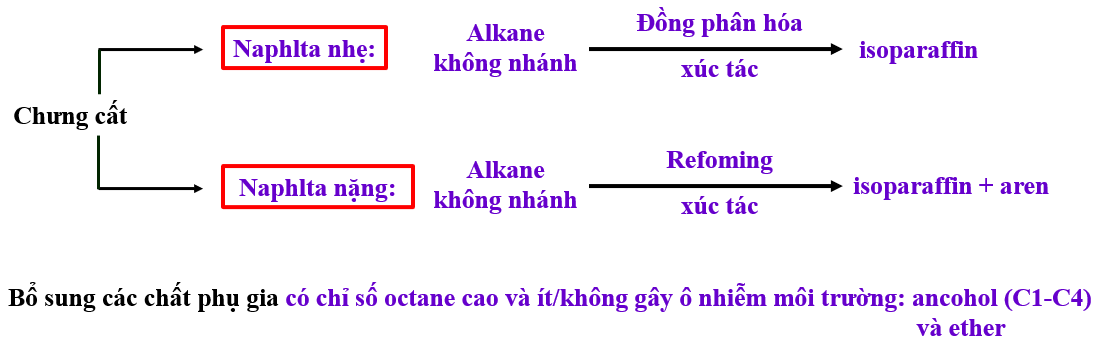 Chưng cất
Naphlta nhẹ:
Alkane
không nhánh
Đồng phân hóa
xúc tác
isoparaffin
Naphlta nặng:
Alkane
không nhánh
Refoming
xúc tác
isoparaffin + aren
Bổ sung các chất phụ gia có chỉ số octane cao và ít/không gây ô nhiễm môi trường: ancohol (C1-C4)
và ether